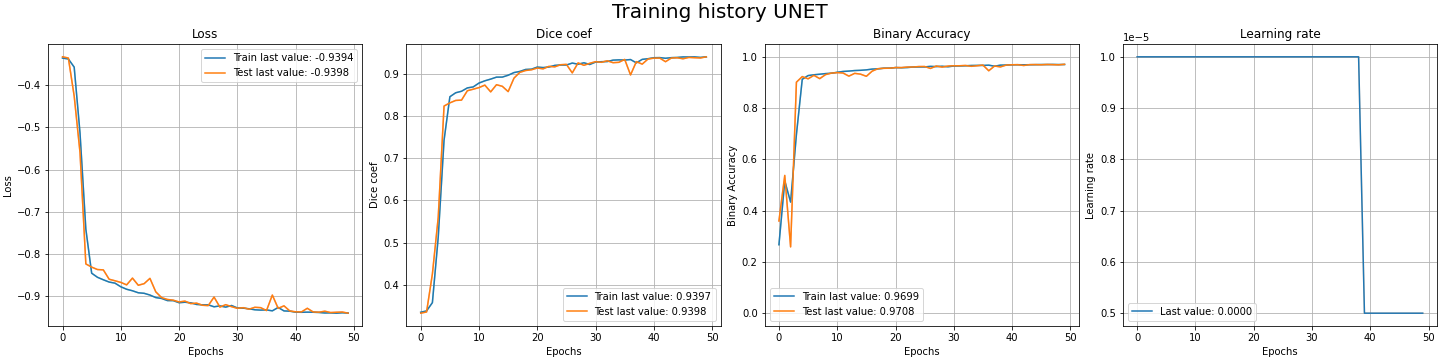 Training history UNET
Loss
Train last value: -0.9394
Test last value: -0.9398
−0.4
−0.5
−0.6
−0.7
−0.8
−0.9
Loss
0 10 20 30 40 50
Epochs
Dice coef
0.9
0.8
0.7
0.6
0.5
0.4
Dice coef
Train last value: 0.9397
Test last value: 0.9398
0 10 20 30 40 50
Epochs
Binary Accuracy
1.0
0.8
0.6
0.4
0.2
0.0
Binary Accuracy
Train last value: 0.9699
Test last value: 0.9708
0 10 20 30 40 50
Epochs
Learning rate
1e−5
1.0
0.9
0.8
0.7
0.6
0.5
Learning rate
Last value: 0.0000
0 10 20 30 40 50
Epochs